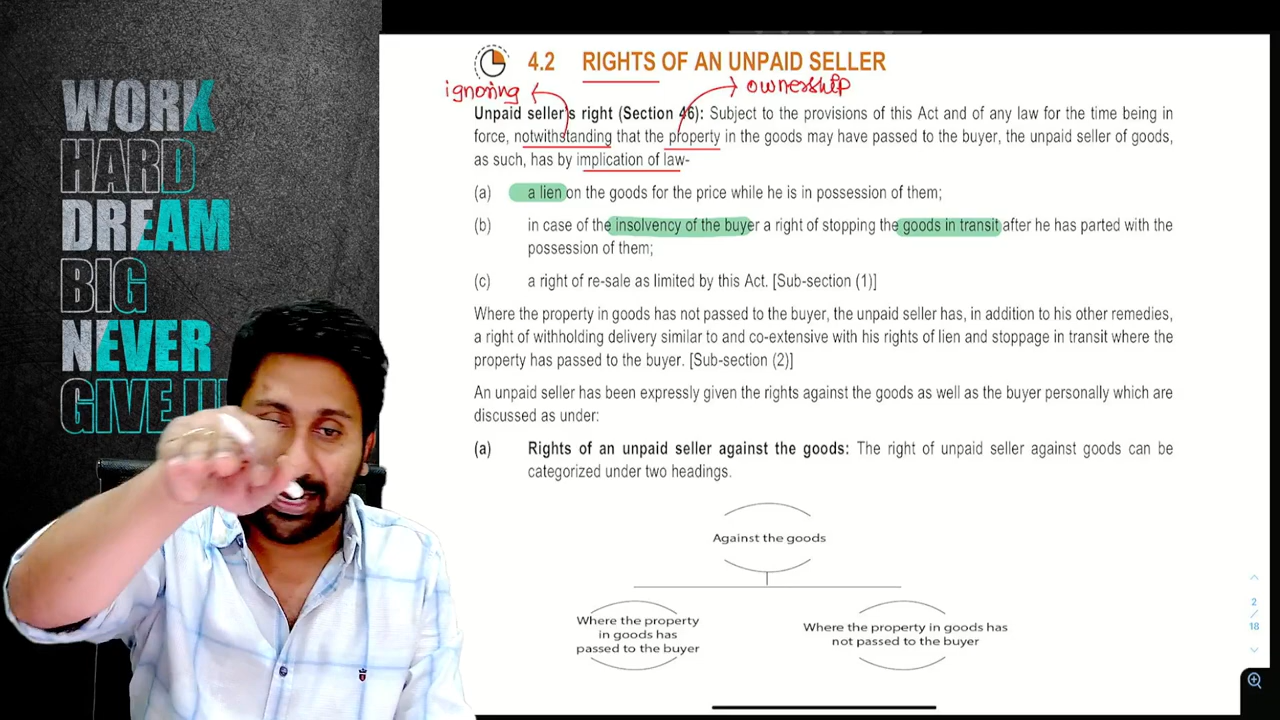 WORK
HARD
DREAM
BIG
NEVER
GIVE U
4.2 RIGHTS OF AN UNPAID SELLER
ignoring
ownership
Unpaid seller's right (Section 46): Subject to the provisions of this Act and of any law for the time being in
force, notwithstanding that the property in the goods may have passed to the buyer, the unpaid seller of goods,
as such, has by implication of law-
(a) a lien on the goods for the price while he is in possession of them;
(b) in case of the insolvency of the buyer a right of stopping the goods in transit after he has parted with the
possession of them;
(c) a right of re-sale as limited by this Act. [Sub-section (1)]
Where the property in goods has not passed to the buyer, the unpaid seller has, in addition to his other remedies,
a right of withholding delivery similar to and co-extensive with his rights of lien and stoppage in transit where the
property has passed to the buyer. [Sub-section (2)]
An unpaid seller has been expressly given the rights against the goods as well as the buyer personally which are
discussed as under:
(a) Rights of an unpaid seller against the goods: The right of unpaid seller against goods can be
categorized under two headings.
Against the goods
Where the property
in goods has
passed to the buyer
Where the property in goods has
not passed to the buyer
2
/
18